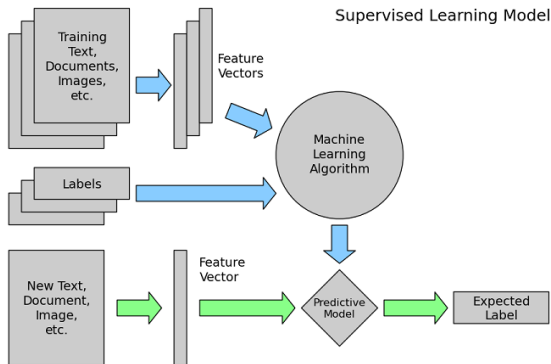 Supervised Learning Model
Training
Text,
Documents,
Images,
etc.
Feature
Vectors
Machine
Learning
Algorithm
Labels
New Text,
Document,
Image,
etc.
Feature
Vector
Predictive
Model
Expected
Label